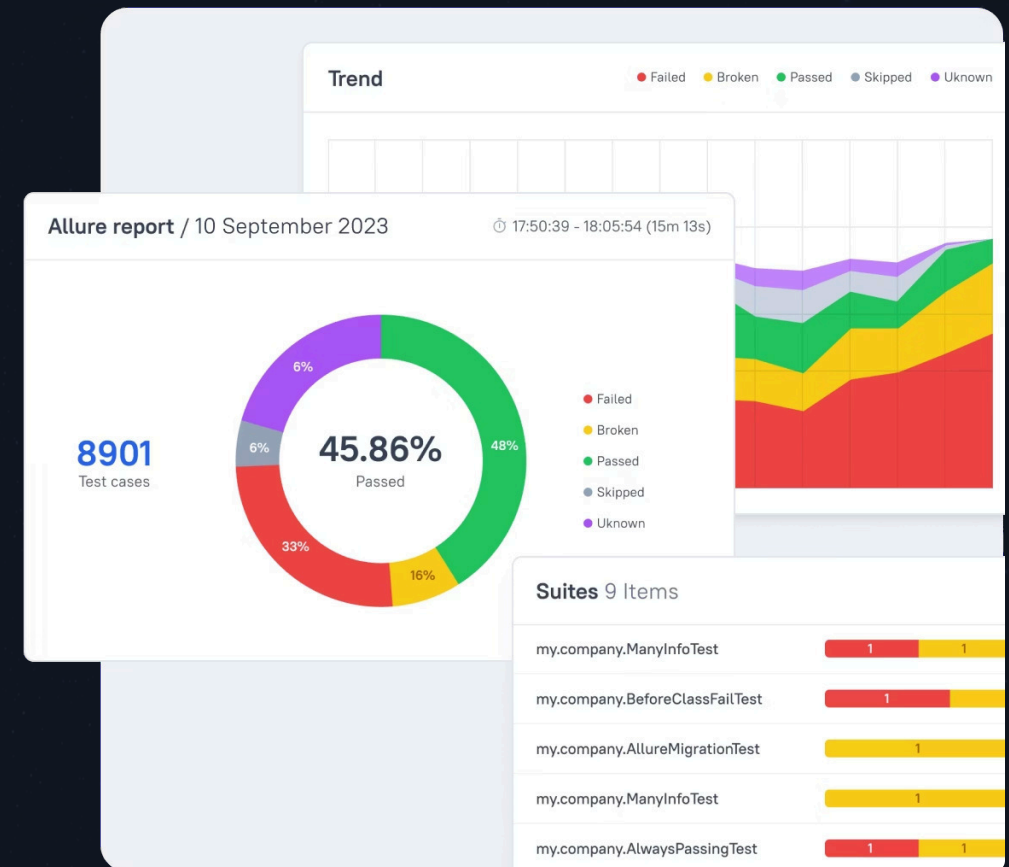 Trend
Failed Broken Passed Skipped Uknown
Allure report / 10 September 2023
17:50:39 - 18:05:54 (15m 13s)
6%
6%
48%
33%
16%
8901
Test cases
45.86%
Passed
Failed
Broken
Passed
Skipped
Uknown
Suites 9 Items
my.company.ManyInfoTest 1 1
my.company.BeforeClassFailTest 1
my.company.AllureMigrationTest 1
my.company.ManyInfoTest 1
my.company.AlwaysPassingTest 1 1